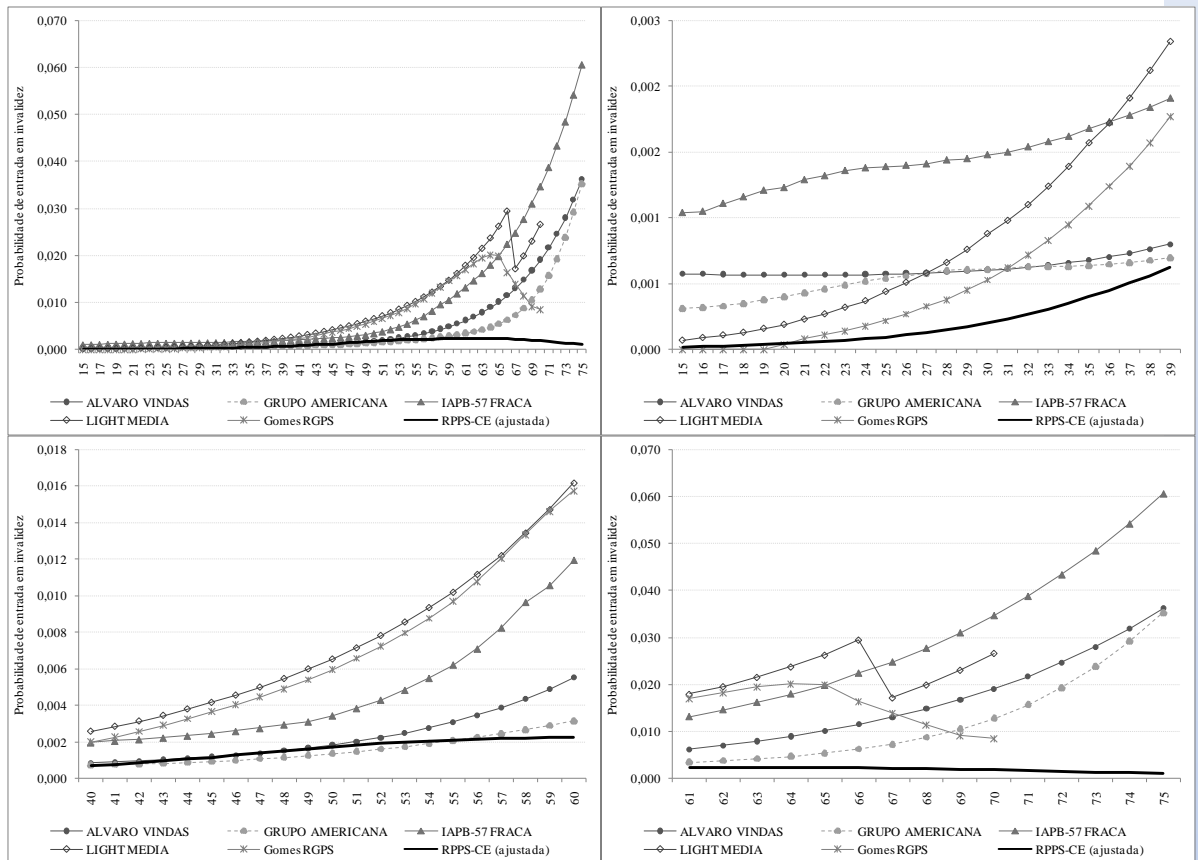 Probabilidade de entrada em invalidez
0,070
0,060
0,050
0,040
0,030
0,020
0,010
0,000
15 17 19 21 23 25 27 29 31 33 35 37 39 41 43 45 47 49 51 53 55 57 59 61 63 65 67 69 71 73 75
ALVARO VINDAS GRUPO AMERICANA IAPB-57 FRACA
LIGHT MEDIA Gomes RGPS RPPS-CE (ajustada)
Probabilidade de entrada em invalidez
0,003
0,002
0,002
0,001
0,001
0,000
15 16 17 18 19 20 21 22 23 24 25 26 27 28 29 30 31 32 33 34 35 36 37 38 39
ALVARO VINDAS GRUPO AMERICANA IAPB-57 FRACA
LIGHT MEDIA Gomes RGPS RPPS-CE (ajustada)
Probabilidade de entrada em invalidez
0,018
0,016
0,014
0,012
0,010
0,008
0,006
0,004
0,002
0,000
40 41 42 43 44 45 46 47 48 49 50 51 52 53 54 55 56 57 58 59 60
ALVARO VINDAS GRUPO AMERICANA IAPB-57 FRACA
LIGHT MEDIA Gomes RGPS RPPS-CE (ajustada)
Probabilidade de entrada em invalidez
0,070
0,060
0,050
0,040
0,030
0,020
0,010
0,000
61 62 63 64 65 66 67 68 69 70 71 72 73 74 75
ALVARO VINDAS GRUPO AMERICANA IAPB-57 FRACA
LIGHT MEDIA Gomes RGPS RPPS-CE (ajustada)